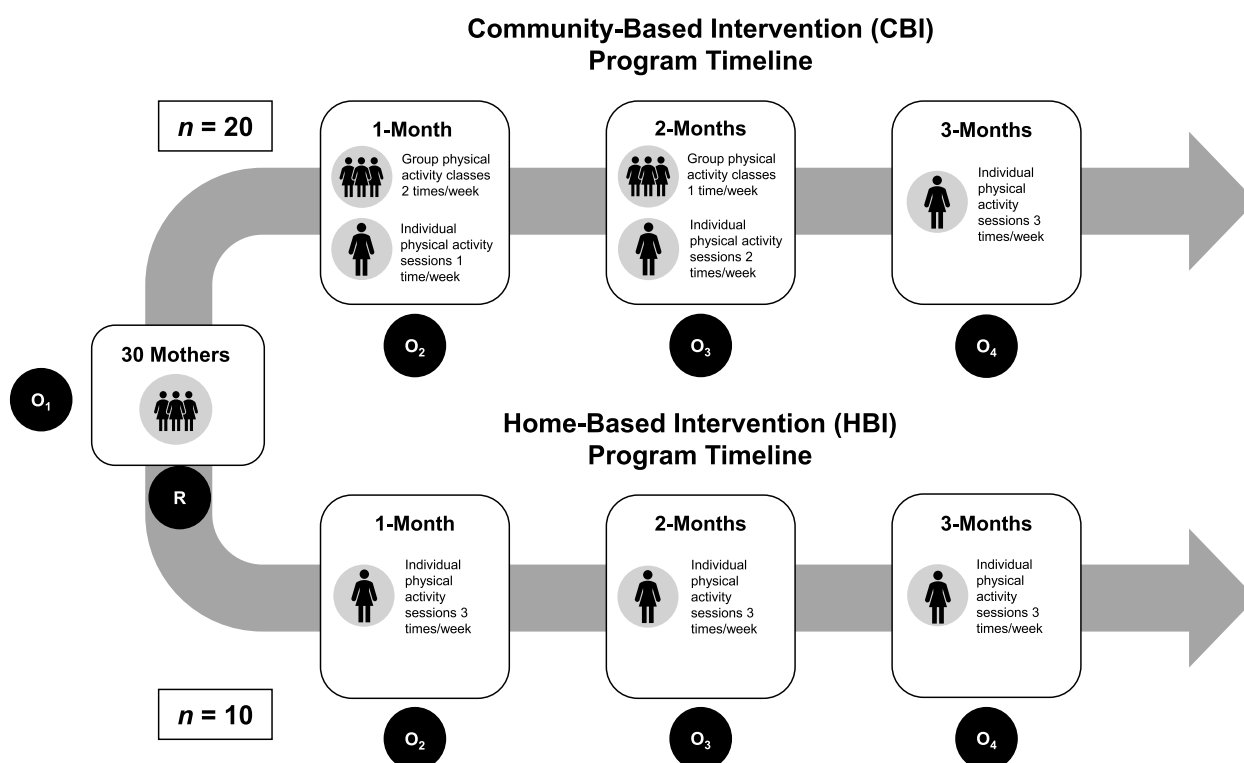 Community-Based Intervention (CBI)
Program Timeline
n = 20
1-Month
Group physical
activity classes
2 times/week
Individual
physical activity
sessions 1
time/week
2-Months
Group physical
activity classes
1 time/week
Individual
physical activity
sessions 2
times/week
3-Months
Individual
physical
activity
sessions 3
times/week
O₂
O₃
O₄
30 Mothers
O₁
R
Home-Based Intervention (HBI)
Program Timeline
1-Month
Individual
physical
activity
sessions 3
times/week
2-Months
Individual
physical
activity
sessions 3
times/week
3-Months
Individual
physical
activity
sessions 3
times/week
n = 10
O₂
O₃
O₄